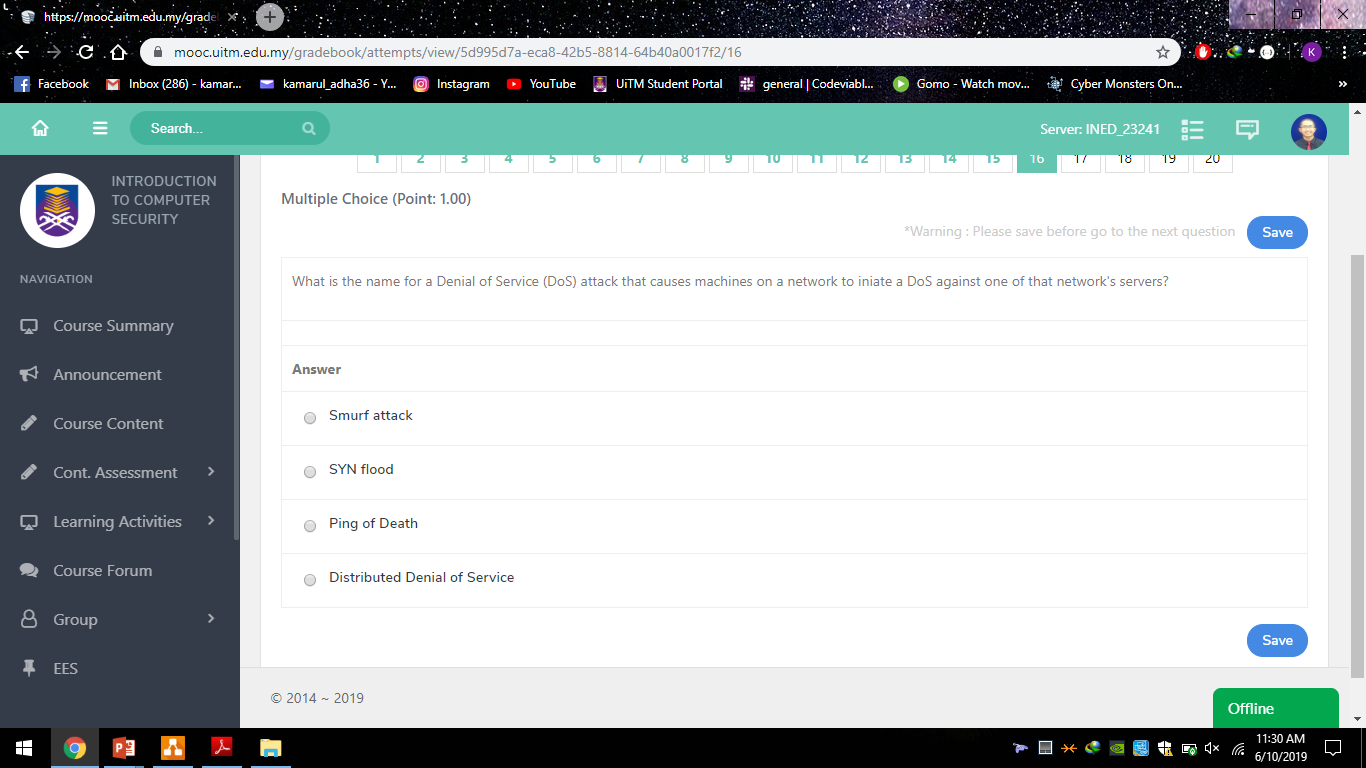 https://mooc.uitm.edu.my/grade
mooc.uitm.edu.my/gradebook/attempts/view/5d995d7a-eca8-42b5-8814-64b40a0017f2/16
K
Facebook
Inbox (286) - kamar...
kamarul_adha36 - Y...
Instagram
YouTube
UiTM Student Portal
general | Codeviabl...
Gomo - Watch mov...
Cyber Monsters On...
»
Search...
Server: INED_23241
1 2 3 4 5 6 7 8 9 10 11 12 13 14 15 16 17 18 19 20
INTRODUCTION
TO COMPUTER
SECURITY
NAVIGATION
Course Summary
Announcement
Course Content
Cont. Assessment
Learning Activities
Course Forum
Group
EES
Multiple Choice (Point: 1.00)
*Warning : Please save before go to the next question
Save
What is the name for a Denial of Service (DoS) attack that causes machines on a network to iniate a DoS against one of that network's servers?
Answer
Smurf attack
SYN flood
Ping of Death
Distributed Denial of Service
Save
© 2014 ~ 2019
Offline
11:30 AM
6/10/2019